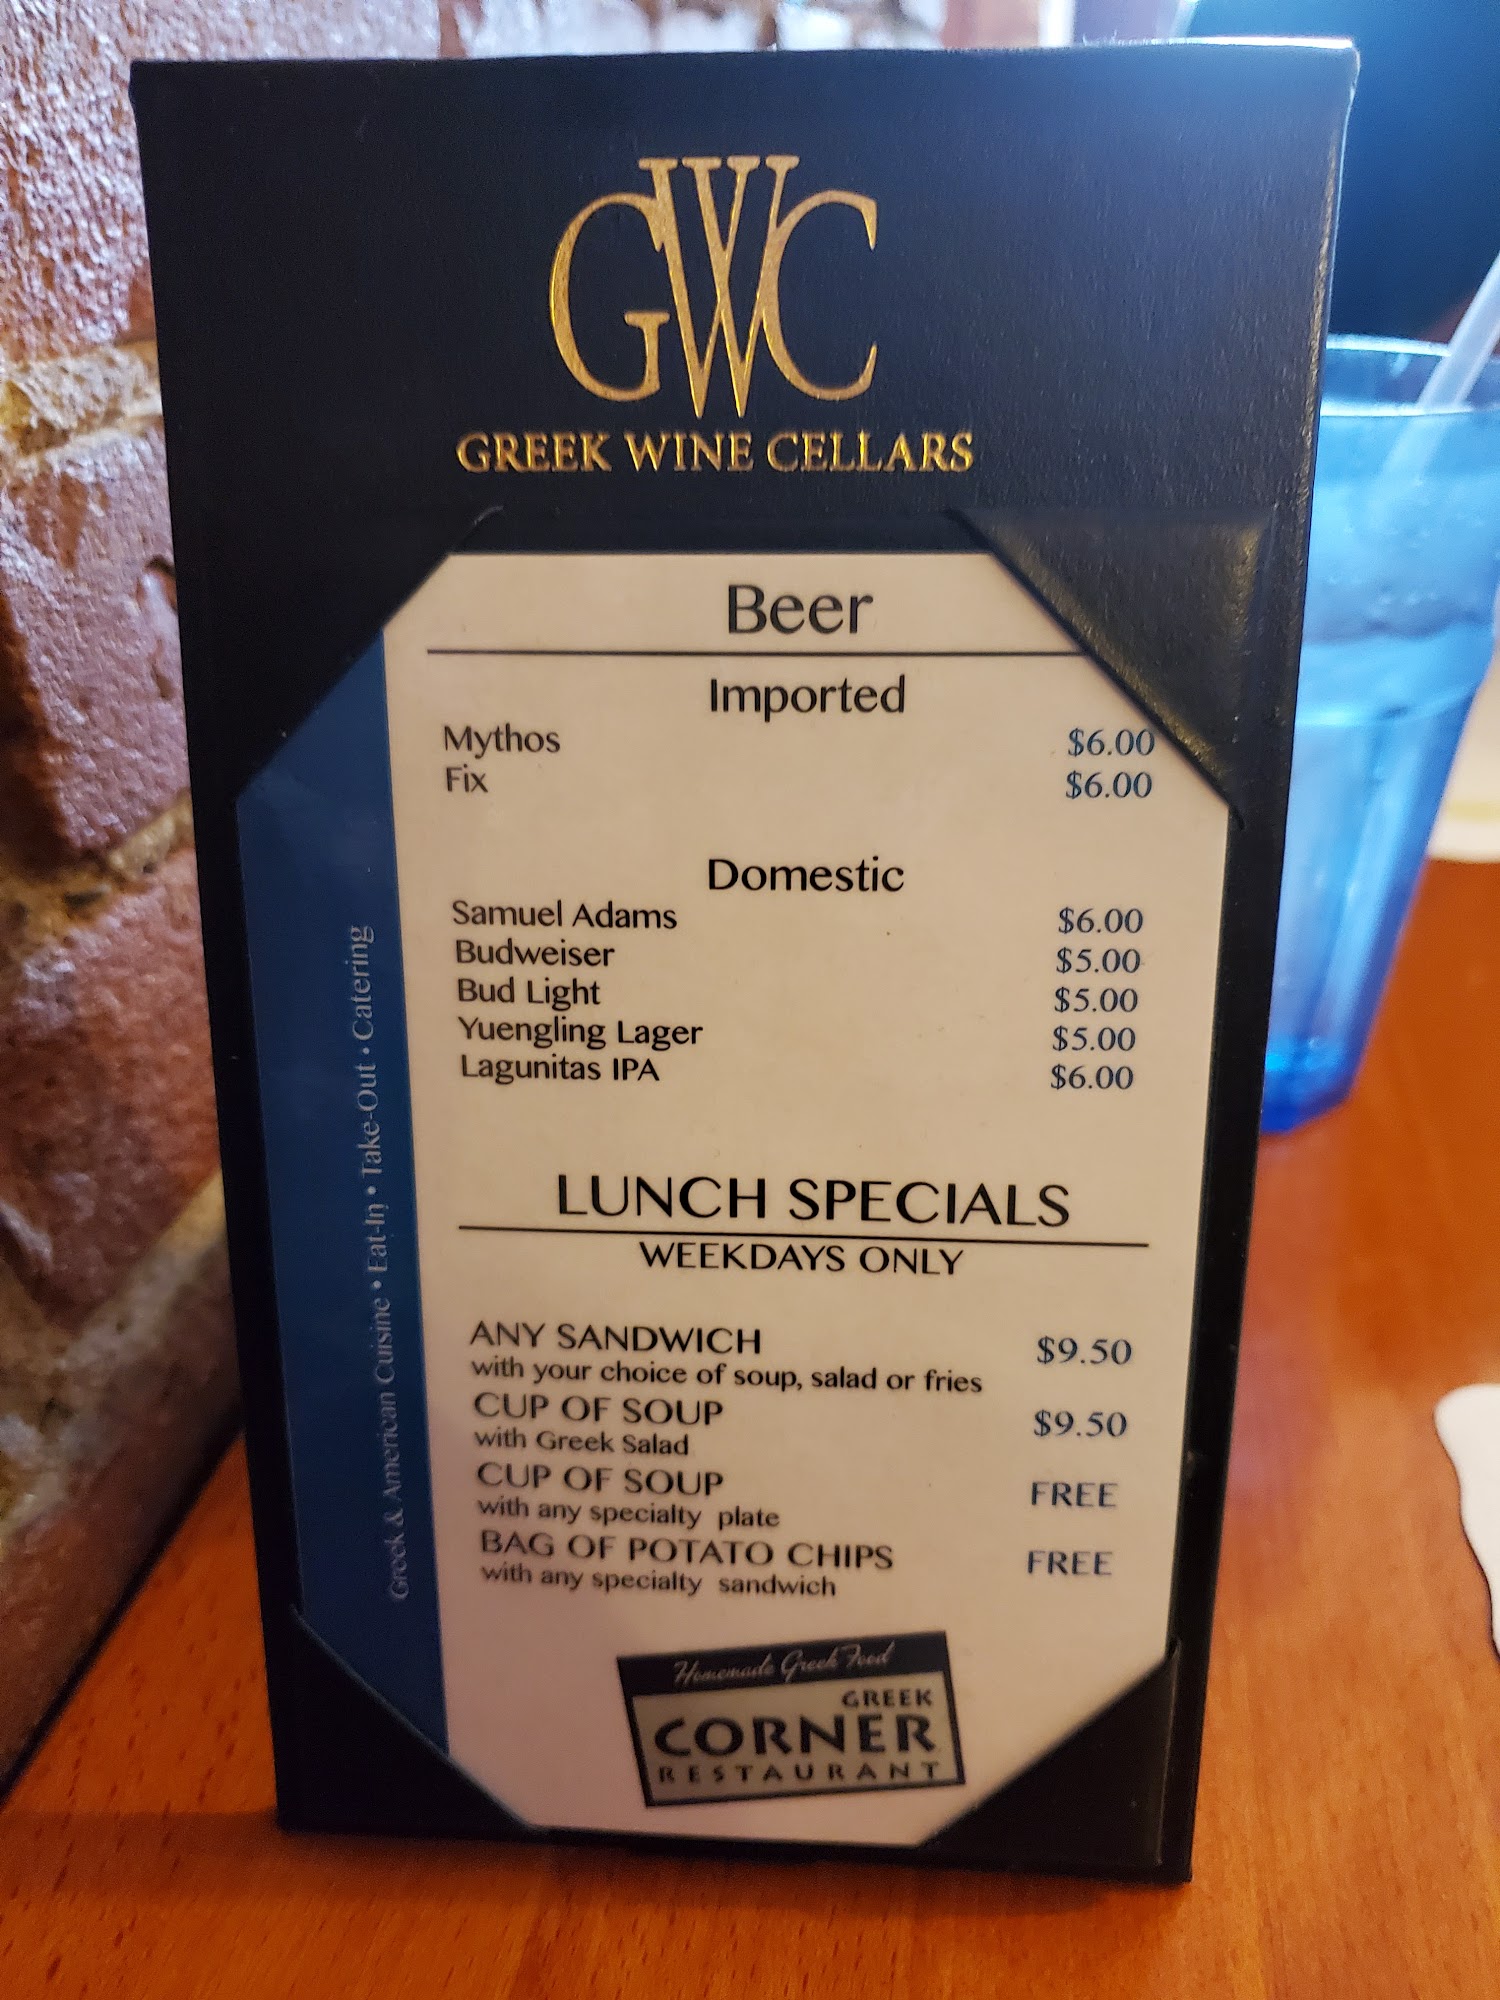 GWC
GREEK WINE CELLARS
Beer
Imported
Mythos $6.00
Fix $6.00
Domestic
Samuel Adams $6.00
Budweiser $5.00
Bud Light $5.00
Yuengling Lager $5.00
Lagunitas IPA $6.00
LUNCH SPECIALS
WEEKDAYS ONLY
ANY SANDWICH $9.50
with your choice of soup, salad or fries
CUP OF SOUP $9.50
with Greek Salad
CUP OF SOUP FREE
with any specialty plate
BAG OF POTATO CHIPS FREE
with any specialty sandwich
Greek & American Cuisine • Eat-In • Take-Out • Catering
Homemade Greek Food
GREEK
CORNER
RESTAURANT